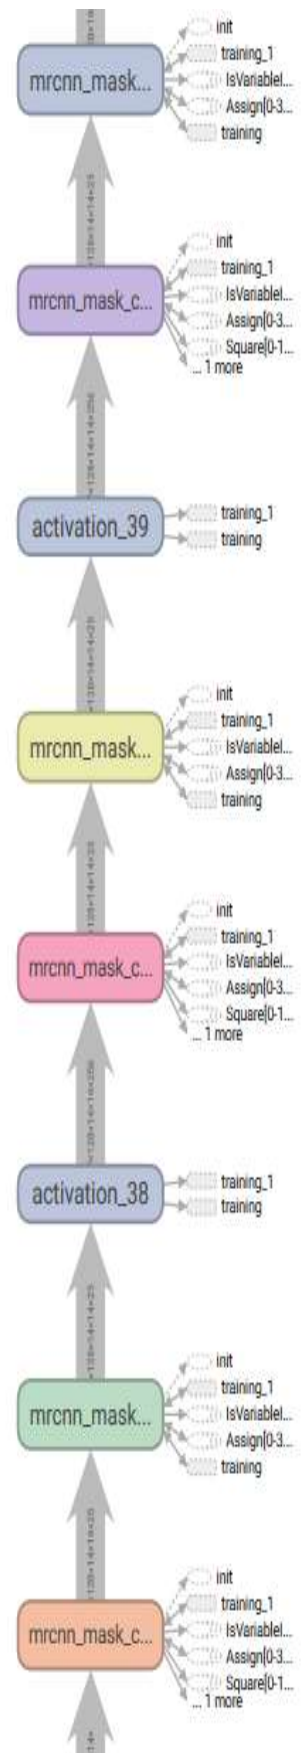 mrcnn_mask...
init
training_1
IsVariableI...
Assign[0-3...
training
mrcnn_mask_c...
init
training_1
IsVariableI...
Assign[0-3...
Square[0-1...
... 1 more
activation_39
training_1
training
mrcnn_mask...
init
training_1
IsVariableI...
Assign[0-3...
training
mrcnn_mask_c...
init
training_1
IsVariableI...
Assign[0-3...
Square[0-1...
... 1 more
activation_38
training_1
training
mrcnn_mask...
init
training_1
IsVariableI...
Assign[0-3...
training
mrcnn_mask_c...
init
training_1
IsVariableI...
Assign[0-3...
Square[0-1...
... 1 more